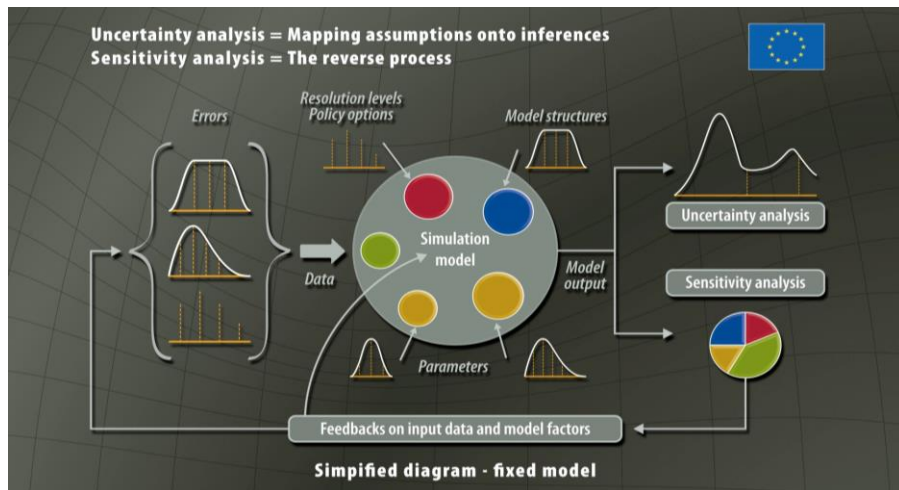 Uncertainty analysis = Mapping assumptions onto inferences
Sensitivity analysis = The reverse process
Errors
Resolution levels
Policy options
Model structures
Uncertainty analysis
Simulation
model
Data
Model
output
Sensitivity analysis
Parameters
Feedbacks on input data and model factors
Simpified diagram - fixed model